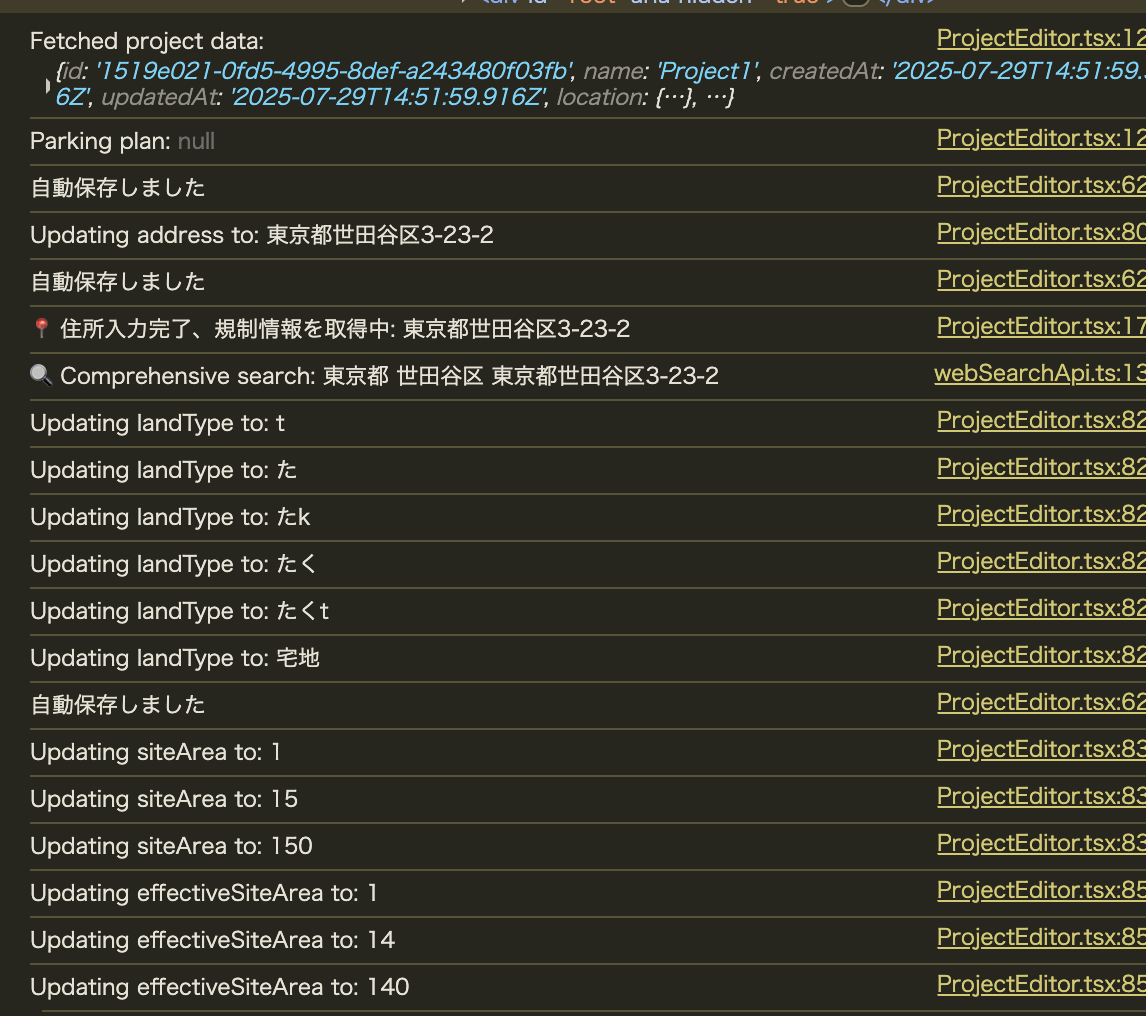 Fetched project data: ProjectEditor.tsx:12
{id: '1519e021-0fd5-4995-8def-a243480f03fb', name: 'Project1', createdAt: '2025-07-29T14:51:59.
6Z', updatedAt: '2025-07-29T14:51:59.916Z', location: {…}, …}
Parking plan: null ProjectEditor.tsx:12
自動保存しました ProjectEditor.tsx:62
Updating address to: 東京都世田谷区3-23-2 ProjectEditor.tsx:80
自動保存しました ProjectEditor.tsx:62
📍 住所入力完了、規制情報を取得中: 東京都世田谷区3-23-2 ProjectEditor.tsx:17
🔍 Comprehensive search: 東京都 世田谷区 東京都世田谷区3-23-2 webSearchApi.ts:13
Updating landType to: t ProjectEditor.tsx:82
Updating landType to: た ProjectEditor.tsx:82
Updating landType to: たk ProjectEditor.tsx:82
Updating landType to: たく ProjectEditor.tsx:82
Updating landType to: たくt ProjectEditor.tsx:82
Updating landType to: 宅地 ProjectEditor.tsx:82
自動保存しました ProjectEditor.tsx:62
Updating siteArea to: 1 ProjectEditor.tsx:83
Updating siteArea to: 15 ProjectEditor.tsx:83
Updating siteArea to: 150 ProjectEditor.tsx:83
Updating effectiveSiteArea to: 1 ProjectEditor.tsx:85
Updating effectiveSiteArea to: 14 ProjectEditor.tsx:85
Updating effectiveSiteArea to: 140 ProjectEditor.tsx:85